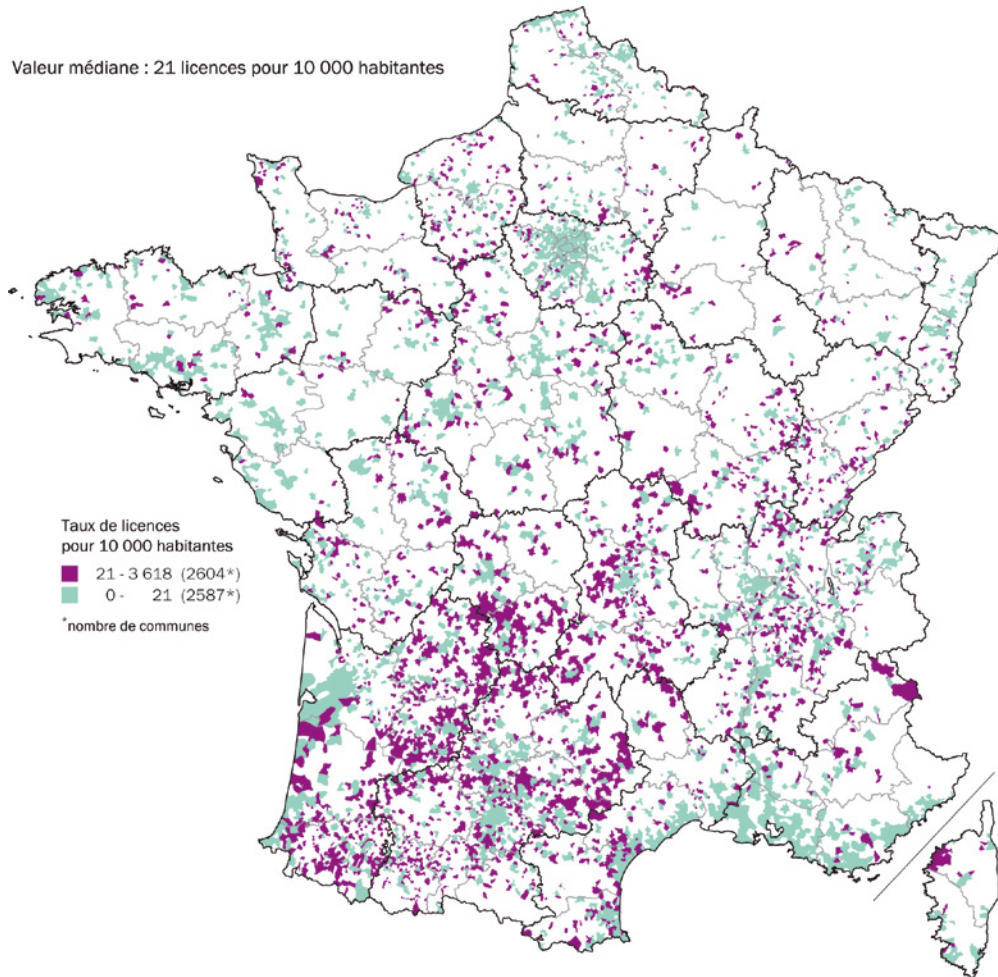 Valeur médiane : 21 licences pour 10 000 habitantes
Taux de licences
pour 10 000 habitantes
21 - 3 618 (2604*)
0 - 21 (2587*)
*nombre de communes